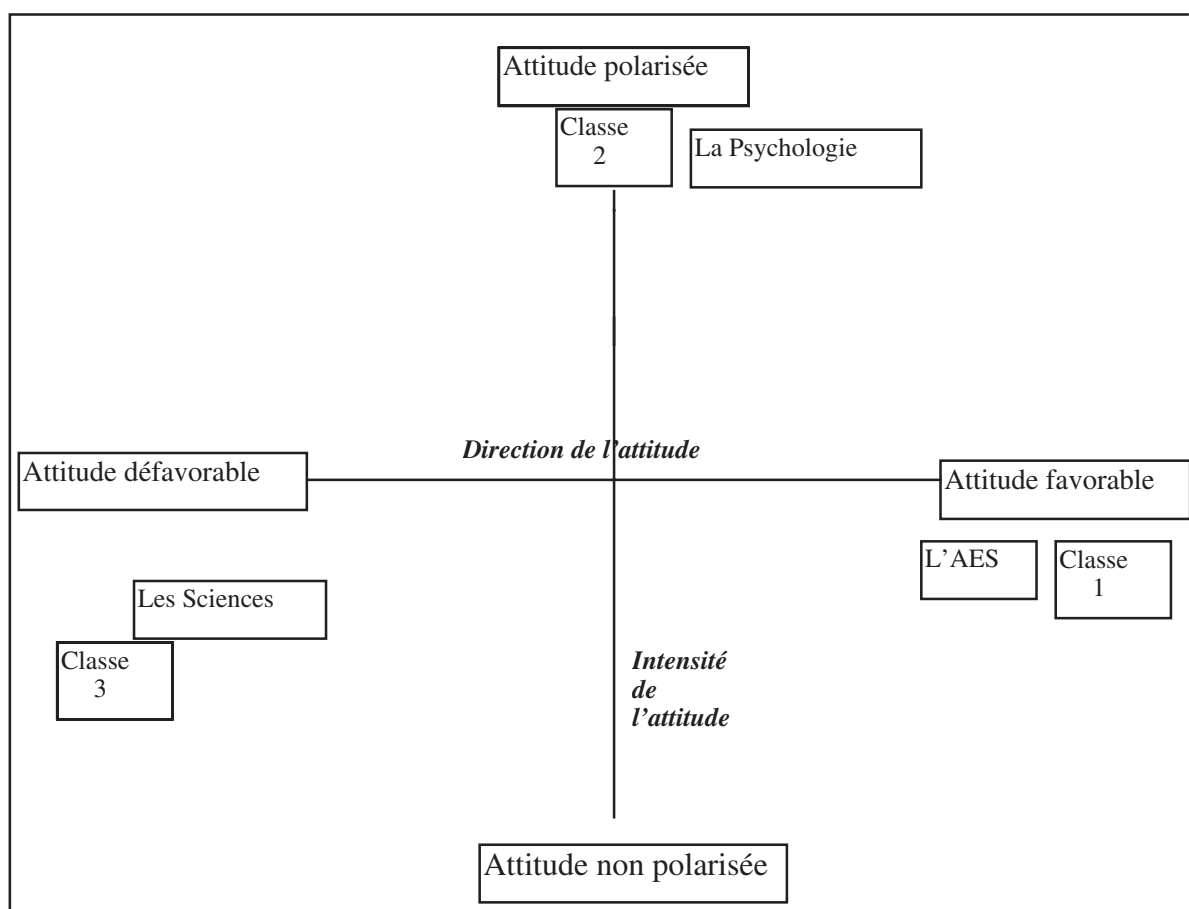 Attitude polarisée
Classe
2
La Psychologie
Direction de l'attitude
Attitude défavorable
Attitude favorable
L'AES
Classe
1
Les Sciences
Classe
3
Intensité
de
l'attitude
Attitude non polarisée